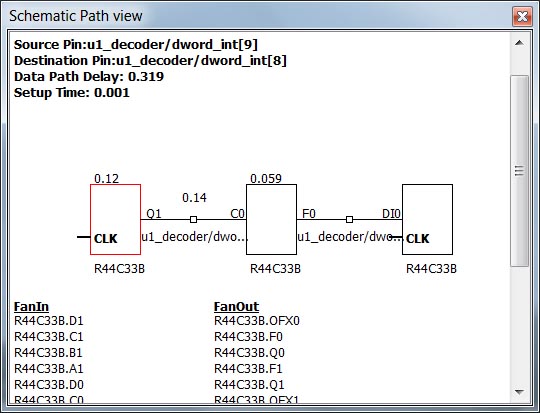 Schematic Path view
Source Pin:u1_decoder/dword_int[9]
Destination Pin:u1_decoder/dword_int[8]
Data Path Delay: 0.319
Setup Time: 0.001
0.12 0.059
0.14
Q1 C0 F0 DI0
CLK u1_decoder/dwo... u1_decoder/dwo... CLK
R44C33B R44C33B R44C33B
FanIn FanOut
R44C33B.D1 R44C33B.OFX0
R44C33B.C1 R44C33B.F0
R44C33B.B1 R44C33B.Q0
R44C33B.A1 R44C33B.F1
R44C33B.D0 R44C33B.Q1
R44C33B.C0 R44C33B.OFX1